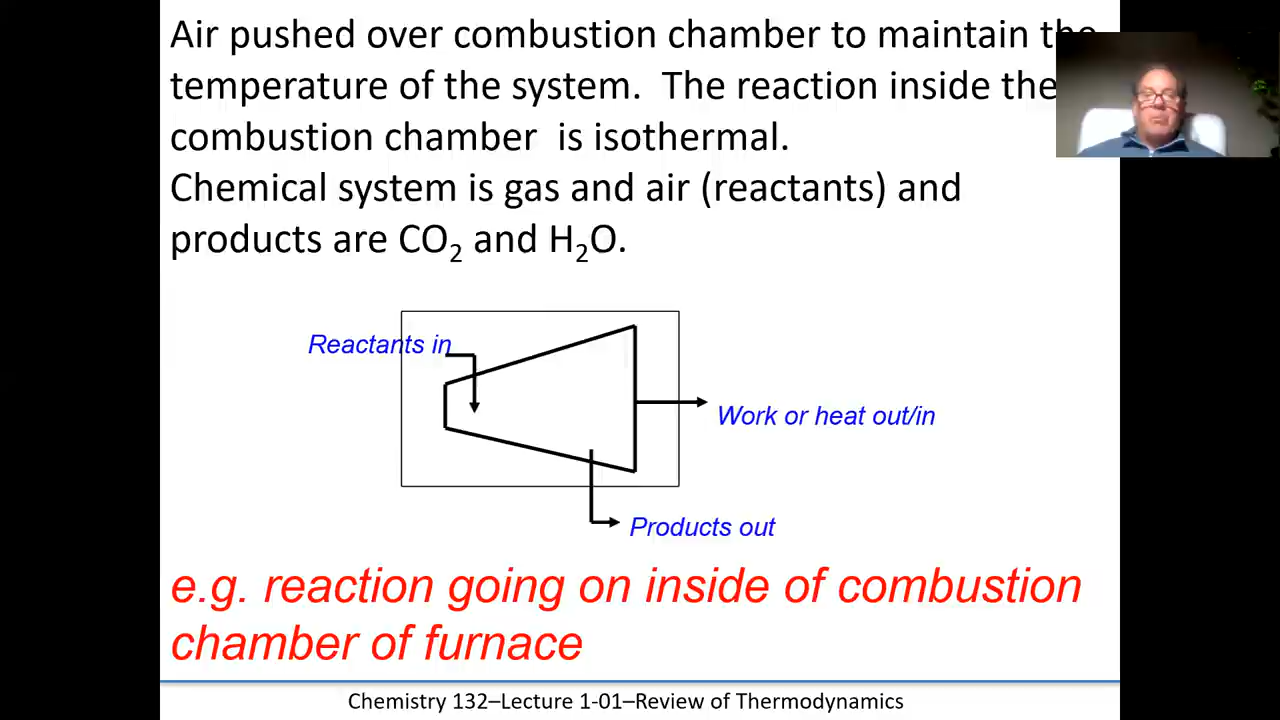 Air pushed over combustion chamber to maintain the
temperature of the system. The reaction inside the
combustion chamber is isothermal.
Chemical system is gas and air (reactants) and
products are CO₂ and H₂O.
Reactants in
Work or heat out/in
Products out
e.g. reaction going on inside of combustion
chamber of furnace
Chemistry 132–Lecture 1-01–Review of Thermodynamics